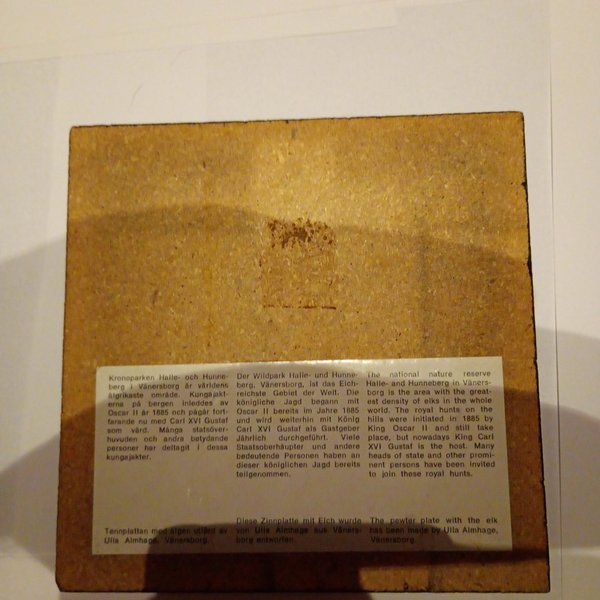 Kronoparken Halle- och Hunne-
berg i Vänersborg är världens
älgrikaste område. Kungajakt-
erna på bergen inleddes av
Oscar II år 1885 och pågår fort-
farande nu med Carl XVI Gustaf
som värd. Många statsöver-
huvuden och andra betydande
personer har deltagit i dessa
kungajakter.
Tennplattan med älgen utförd av
Ulla Almhage, Vänersborg.
Der Wildpark Halle- und Hunne-
berg, Vänersborg, ist das Elch-
reichste Gebiet der Welt. Die
königliche Jagd begann mit
Oscar II bereits im Jahre 1885
und wird weiterhin mit König
Carl XVI Gustaf als Gastgeber
Jährlich durchgeführt. Viele
Staatsoberhäupter und andere
bedeutende Personen haben an
dieser königlichen Jagd bereits
teilgenommen.
Diese Zinnplatte mit Elch wurde
von Ulla Almhage aus Väners-
borg entworfen.
The national nature reserve
Halle- and Hunneberg in Väners-
borg is the area with the great
est density of elks in the whole
world. The royal hunts on the
hills were initiated in 1885 by
King Oscar II and still take
place, but nowadays King Carl
XVI Gustaf is the host. Many
heads of state and other promi-
nent persons have been invited
to join these royal hunts.
The pewter plate with the elk
has been made by Ulla Almhage,
Vänersborg.